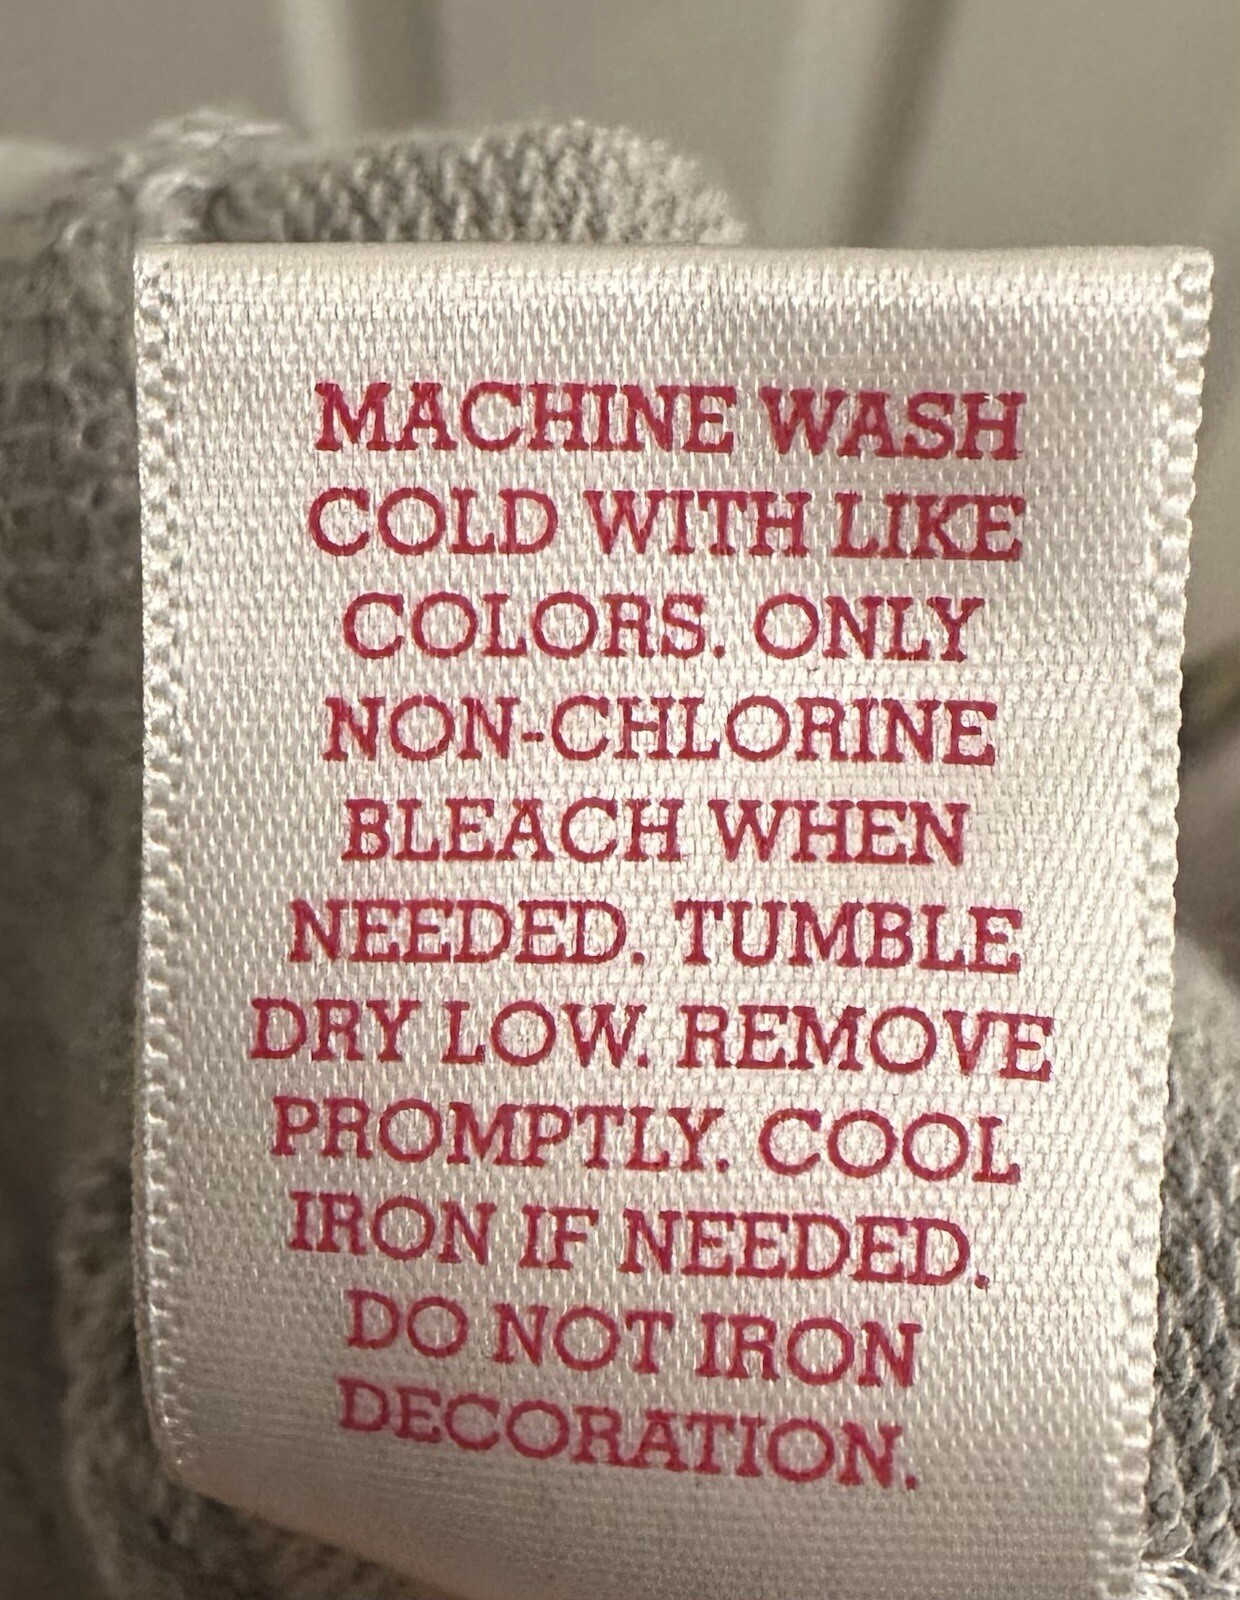 MACHINE WASH
COLD WITH LIKE
COLORS. ONLY
NON-CHLORINE
BLEACH WHEN
NEEDED. TUMBLE
DRY LOW. REMOVE
PROMPTLY. COOL
IRON IF NEEDED.
DO NOT IRON
DECORATION.